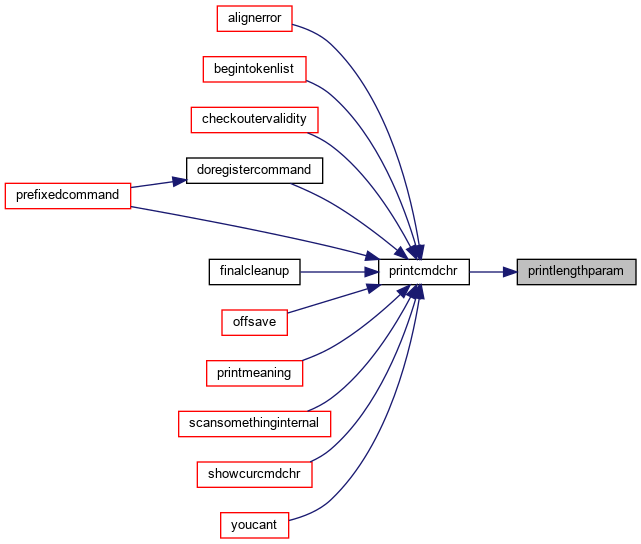 alignerror
begintokenlist
checkoutervalidity
doregistercommand
prefixedcommand
finalcleanup
printcmdchr
printlengthparam
offsave
printmeaning
scansomethinginternal
showcurcmdchr
youcant